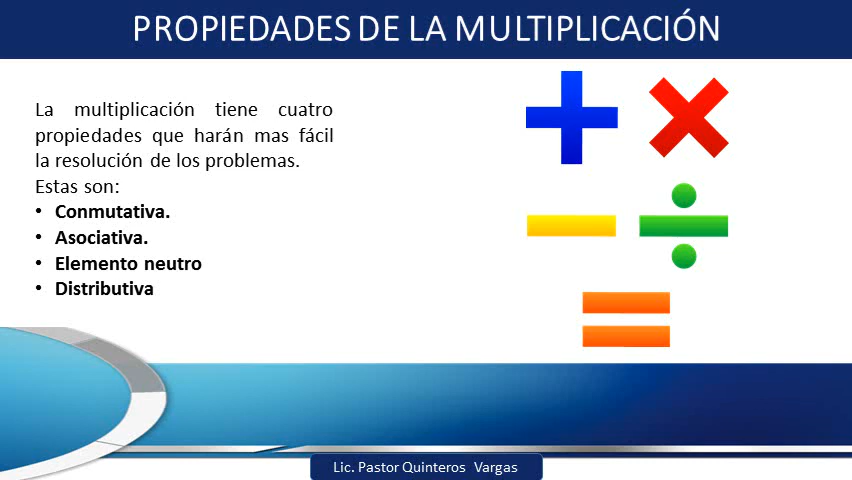 PROPIEDADES DE LA MULTIPLICACIÓN
La multiplicación tiene cuatro
propiedades que harán mas fácil
la resolución de los problemas.
Estas son:
• Conmutativa.
• Asociativa.
• Elemento neutro
• Distributiva
Lic. Pastor Quinteros Vargas